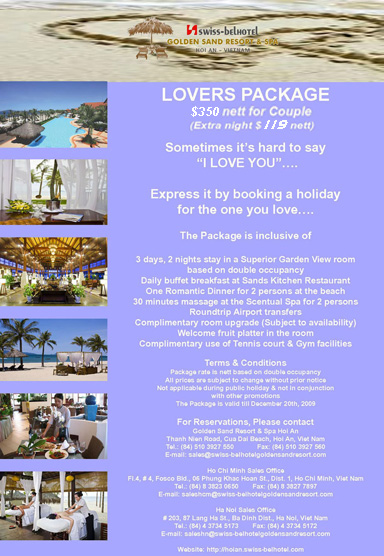 swiss-belhotel
GOLDEN SAND RESORT & SPA
HOI AN - VIETNAM
LOVERS PACKAGE
$350 nett for Couple
(Extra night $ 119 nett)
Sometimes it's hard to say
“I LOVE YOU”....
Express it by booking a holiday
for the one you love....
The Package is inclusive of
3 days, 2 nights stay in a Superior Garden View room
based on double occupancy
Daily buffet breakfast at Sands Kitchen Restaurant
One Romantic Dinner for 2 persons at the beach
30 minutes massage at the Scentual Spa for 2 persons
Roundtrip Airport transfers
Complimentary room upgrade (Subject to availability)
Welcome fruit platter in the room
Complimentary use of Tennis court & Gym facilities
Terms & Conditions
Package rate is nett based on double occupancy
All prices are subject to change without prior notice
Not applicable during public holiday & not in conjunction
with other promotions
The Package is valid till December 20th, 2009
For Reservations, Please contact
Golden Sand Resort & Spa Hoi An
Thanh Nien Road, Cua Dai Beach, Hoi An, Viet Nam
Tel.: (84) 510 3927 550 Fax: (84) 510 3927 560
E-mail: sales@swiss-belhotelgoldensandresort.com
Ho Chi Minh Sales Office
Fl.4, # 4, Fosco Bld., 06 Phung Khac Hoan St., Dist. 1, Ho Chi Minh, Viet Nam
Tel.: (84) 8 3823 0650 Fax: (84) 8 3827 7897
E-mail: saleshcm@swiss-belhotelgoldensandresort.com
Ha Noi Sales Office
# 203, 87 Lang Ha St., Ba Dinh Dist., Ha Noi, Viet Nam
Tel.: (84) 4 3734 5173 Fax: (84) 4 3734 5172
E-mail: saleshn@swiss-belhotelgoldensandresort.com
Website: http://hoian.swiss-belhotel.com